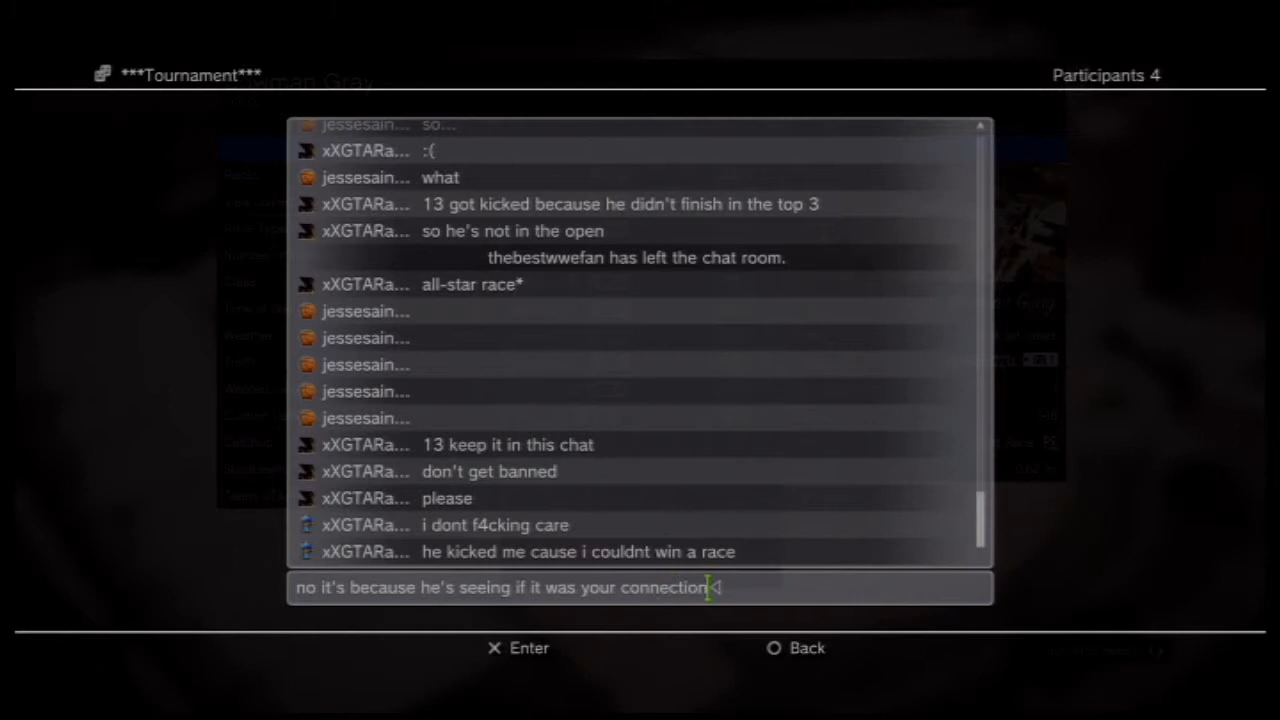 ***Tournament***
Participants 4
jessesain... so...
xXGTARa... :(
jessesain... what
xXGTARa... 13 got kicked because he didn't finish in the top 3
xXGTARa... so he's not in the open
thebestwwefan has left the chat room.
xXGTARa... all-star race*
jessesain...
jessesain...
jessesain...
jessesain...
jessesain...
xXGTARa... 13 keep it in this chat
xXGTARa... don't get banned
xXGTARa... please
xXGTARa... i dont f4cking care
xXGTARa... he kicked me cause i couldnt win a race
no it's because he's seeing if it was your connection
Enter
Back